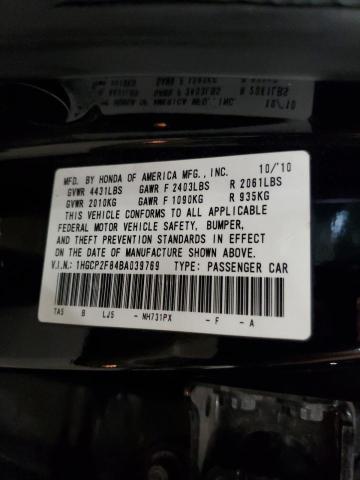 MFD. BY HONDA OF AMERICA MFG., INC. 10/'10
GVWR 4431LBS GAWR F 2403LBS R 2061LBS
GVWR 2010KG GAWR F 1090KG R 935KG
THIS VEHICLE CONFORMS TO ALL APPLICABLE
FEDERAL MOTOR VEHICLE SAFETY, BUMPER,
AND THEFT PREVENTION STANDARDS IN EFFECT
ON THE DATE OF MANUFACTURE SHOWN ABOVE.
V.I.N.: 1HGCP2F84BA039769 TYPE: PASSENGER CAR
TA5 B LJ5 - NH731PX - F - A